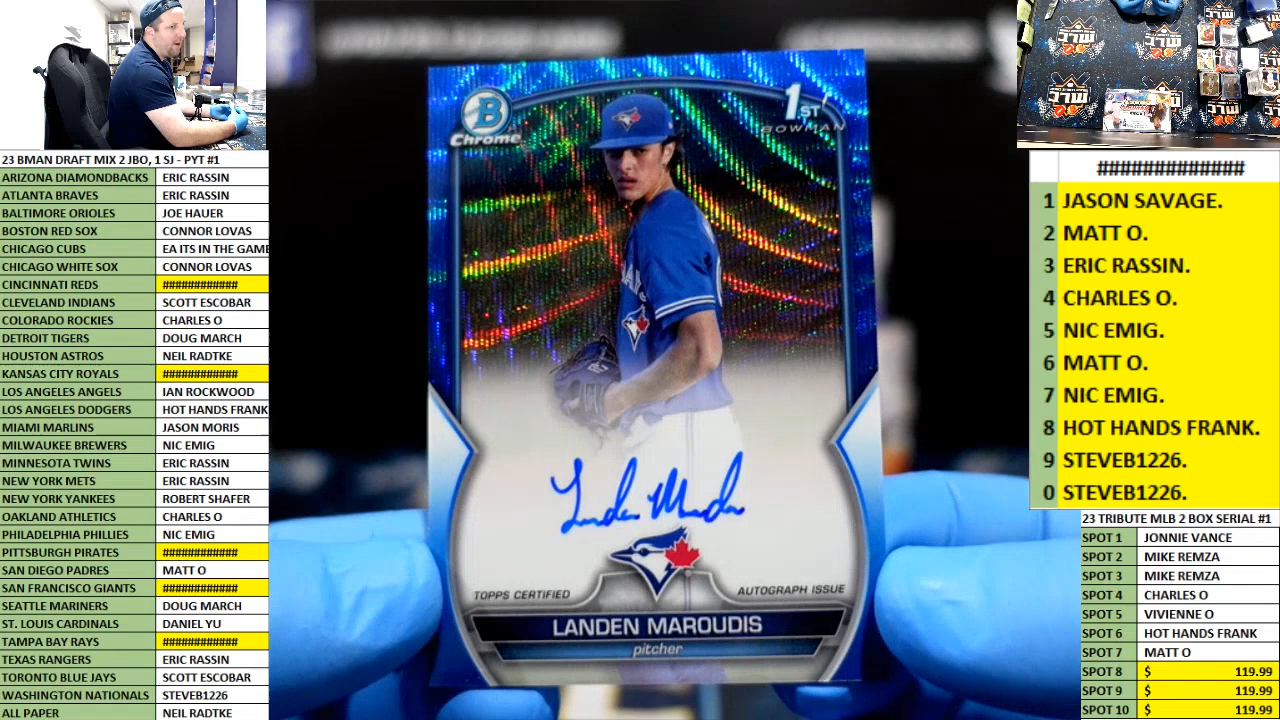 23 BMAN DRAFT MIX 2 JBO, 1 SJ - PYT #1
ARIZONA DIAMONDBACKS ERIC RASSIN
ATLANTA BRAVES ERIC RASSIN
BALTIMORE ORIOLES JOE HAUER
BOSTON RED SOX CONNOR LOVAS
CHICAGO CUBS EA ITS IN THE GAME
CHICAGO WHITE SOX CONNOR LOVAS
CINCINNATI REDS ############
CLEVELAND INDIANS SCOTT ESCOBAR
COLORADO ROCKIES CHARLES O
DETROIT TIGERS DOUG MARCH
HOUSTON ASTROS NEIL RADTKE
KANSAS CITY ROYALS ############
LOS ANGELES ANGELS IAN ROCKWOOD
LOS ANGELES DODGERS HOT HANDS FRANK
MIAMI MARLINS JASON MORIS
MILWAUKEE BREWERS NIC EMIG
MINNESOTA TWINS ERIC RASSIN
NEW YORK METS ERIC RASSIN
NEW YORK YANKEES ROBERT SHAFER
OAKLAND ATHLETICS CHARLES O
PHILADELPHIA PHILLIES NIC EMIG
PITTSBURGH PIRATES ############
SAN DIEGO PADRES MATT O
SAN FRANCISCO GIANTS ############
SEATTLE MARINERS DOUG MARCH
ST. LOUIS CARDINALS DANIEL YU
TAMPA BAY RAYS ############
TEXAS RANGERS ERIC RASSIN
TORONTO BLUE JAYS SCOTT ESCOBAR
WASHINGTON NATIONALS STEVEB1226
ALL PAPER NEIL RADTKE
B
Chrome
1ST
BOWMAN
Landen Maroudis
TOPPS CERTIFIED
AUTOGRAPH ISSUE
LANDEN MAROUDIS
pitcher
##############
1 JASON SAVAGE.
2 MATT O.
3 ERIC RASSIN.
4 CHARLES O.
5 NIC EMIG.
6 MATT O.
7 NIC EMIG.
8 HOT HANDS FRANK.
9 STEVEB1226.
0 STEVEB1226.
23 TRIBUTE MLB 2 BOX SERIAL #1
SPOT 1 JONNIE VANCE
SPOT 2 MIKE REMZA
SPOT 3 MIKE REMZA
SPOT 4 CHARLES O
SPOT 5 VIVIENNE O
SPOT 6 HOT HANDS FRANK
SPOT 7 MATT O
SPOT 8 $ 119.99
SPOT 9 $ 119.99
SPOT 10 $ 119.99